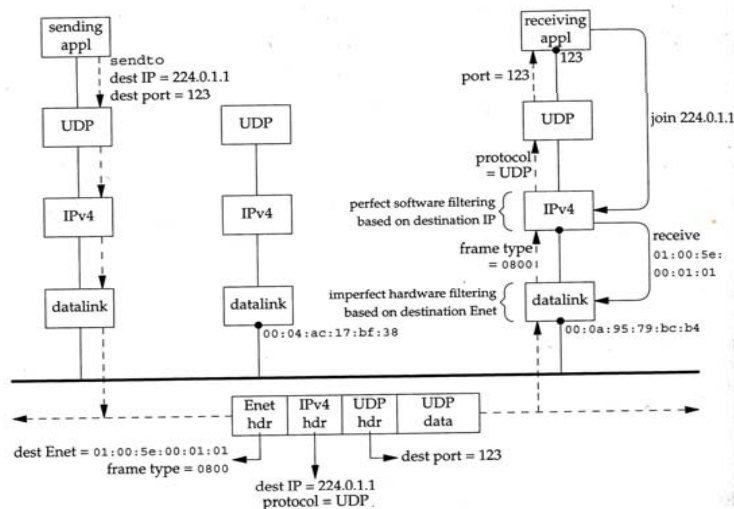 sending
appl
sendto
dest IP = 224.0.1.1
dest port = 123
UDP
IPv4
datalink
UDP
IPv4
datalink
00:04:ac:17:bf:38
receiving
appl
123
port = 123
join 224.0.1.1
UDP
protocol
= UDP
perfect software filtering
based on destination IP
IPv4
frame type
= 0800
receive
01:00:5e:
00:01:01
imperfect hardware filtering
based on destination Enet
datalink
00:0a:95:79:bc:b4
Enet
hdr
IPv4
hdr
UDP
hdr
UDP
data
dest Enet = 01:00:5e:00:01:01
frame type = 0800
dest port = 123
dest IP = 224.0.1.1
protocol = UDP